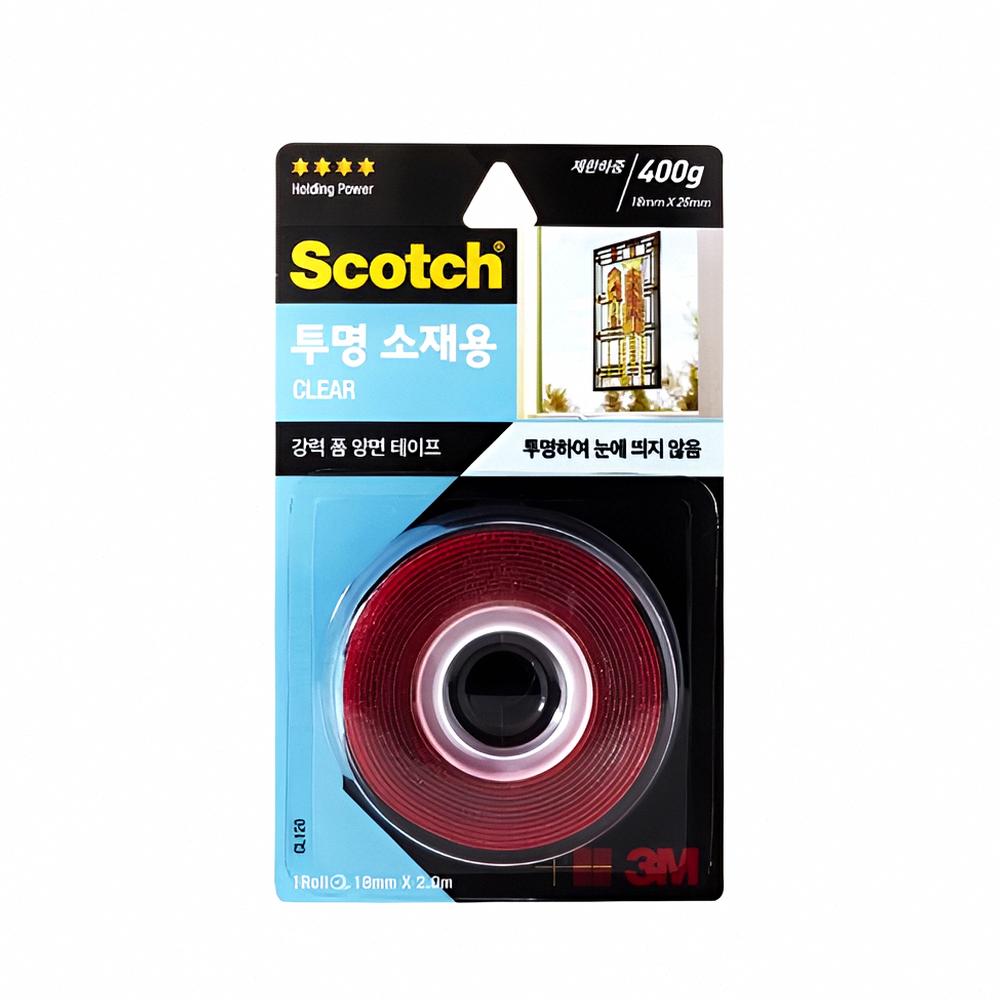 Holding Power
제한하중 400g
18mm X 25mm
Scotch®
투명 소재용
CLEAR
강력 폼 양면 테이프
투명하여 눈에 띄지 않음
CL120
1Roll
18mm X 2.0m
3M